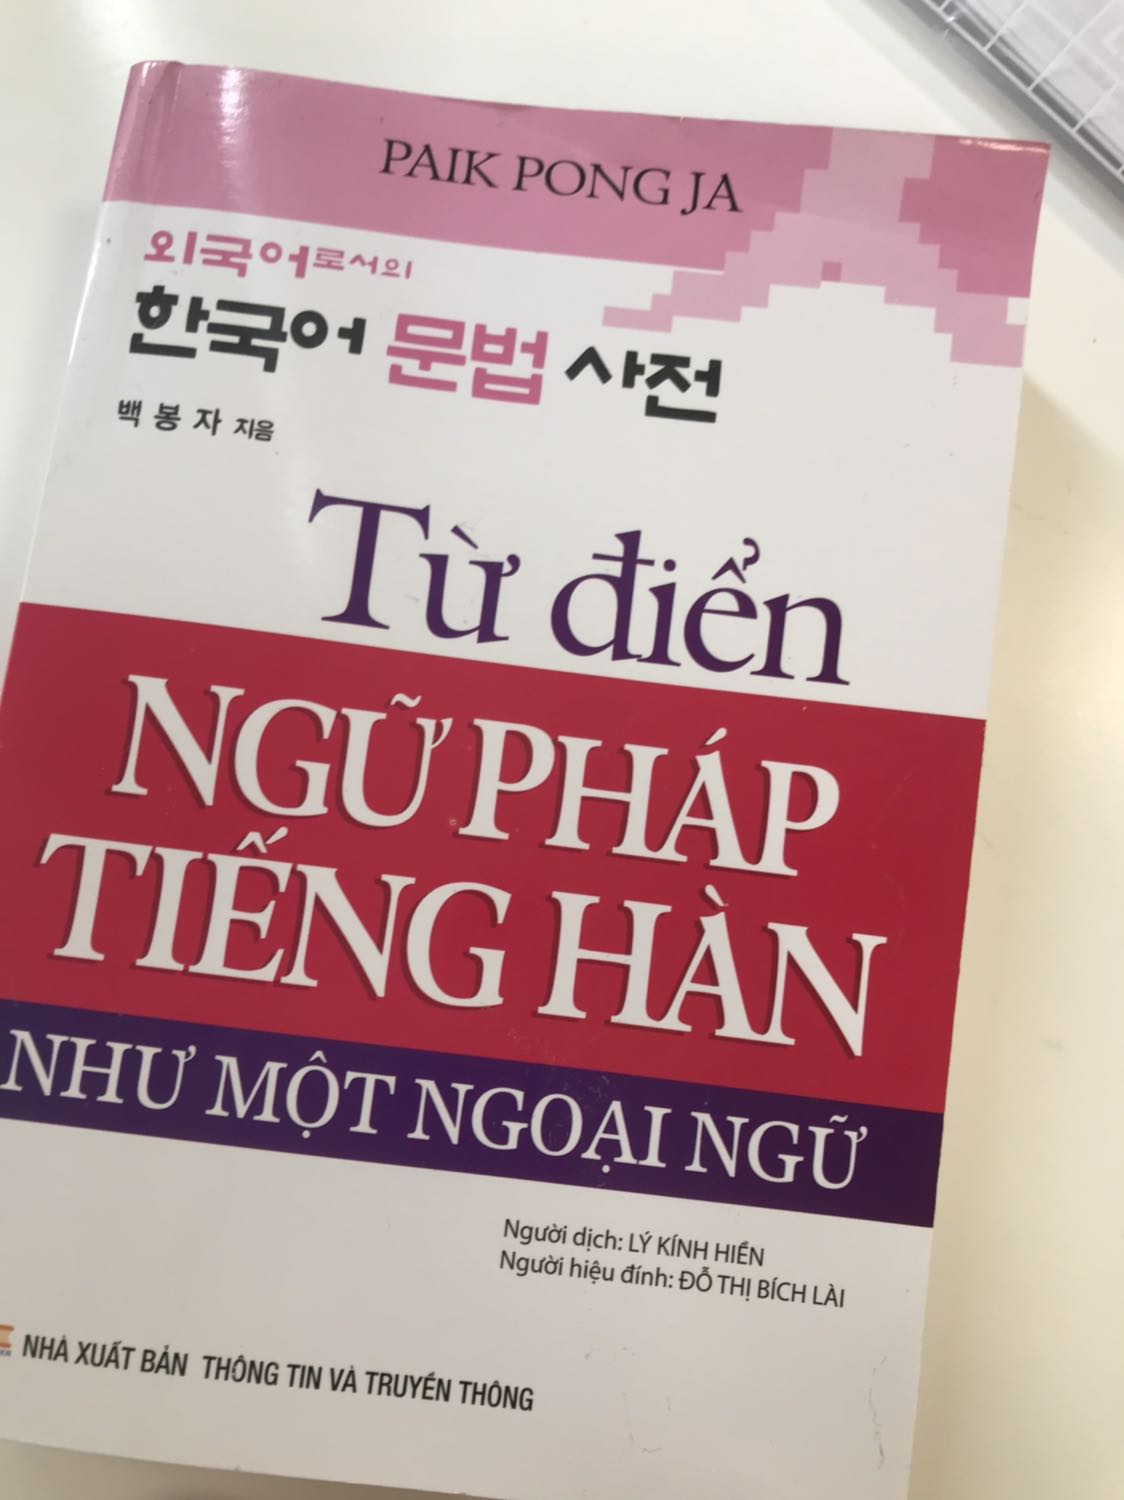 PAIK PONG JA
외국어로서의
한국어 문법 사전
백봉자 지음
Từ điển
NGỮ PHÁP
TIẾNG HÀN
NHƯ MỘT NGOẠI NGỮ
Người dịch: LÝ KÍNH HIỀN
Người hiệu đính: ĐỖ THỊ BÍCH LÀI
NHÀ XUẤT BẢN THÔNG TIN VÀ TRUYỀN THÔNG